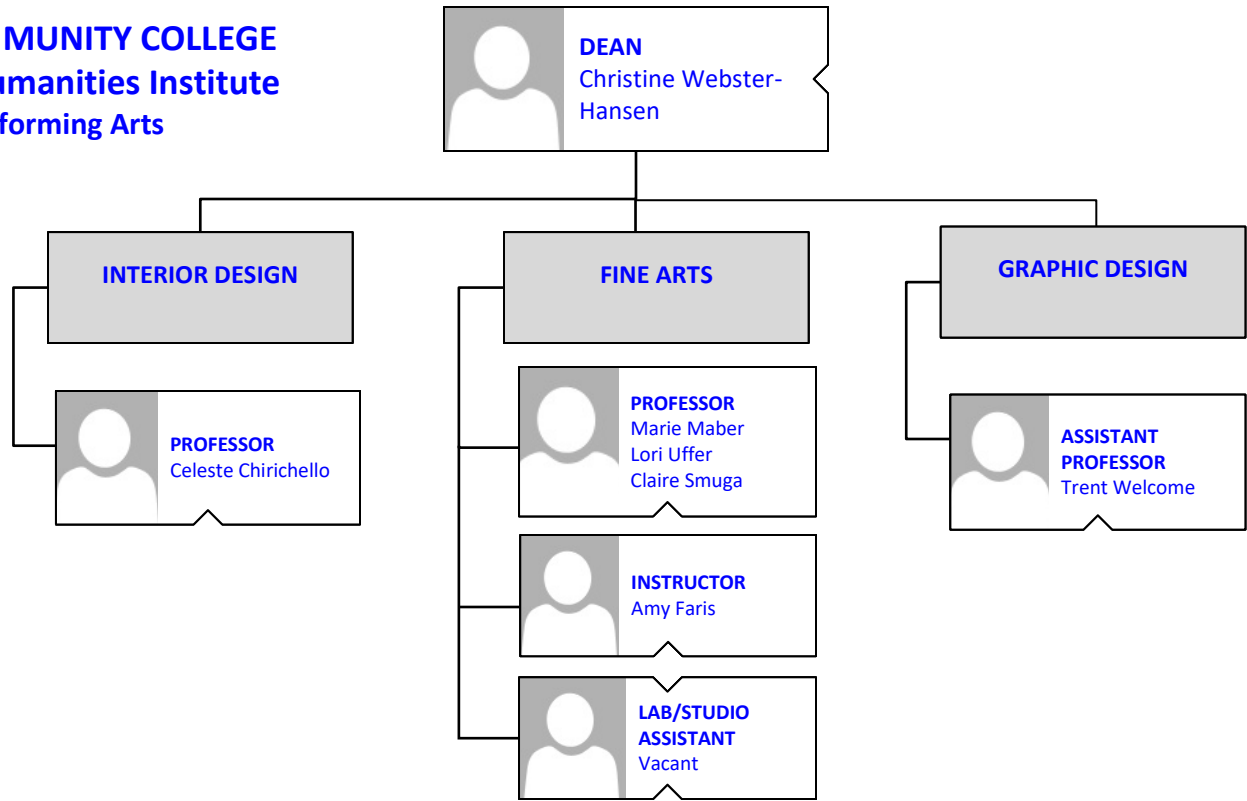 MUNITY COLLEGE
umanities Institute
forming Arts
DEAN
Christine Webster-
Hansen
INTERIOR DESIGN
FINE ARTS
GRAPHIC DESIGN
PROFESSOR
Celeste Chirichello
PROFESSOR
Marie Maber
Lori Uffer
Claire Smuga
ASSISTANT
PROFESSOR
Trent Welcome
INSTRUCTOR
Amy Faris
LAB/STUDIO
ASSISTANT
Vacant